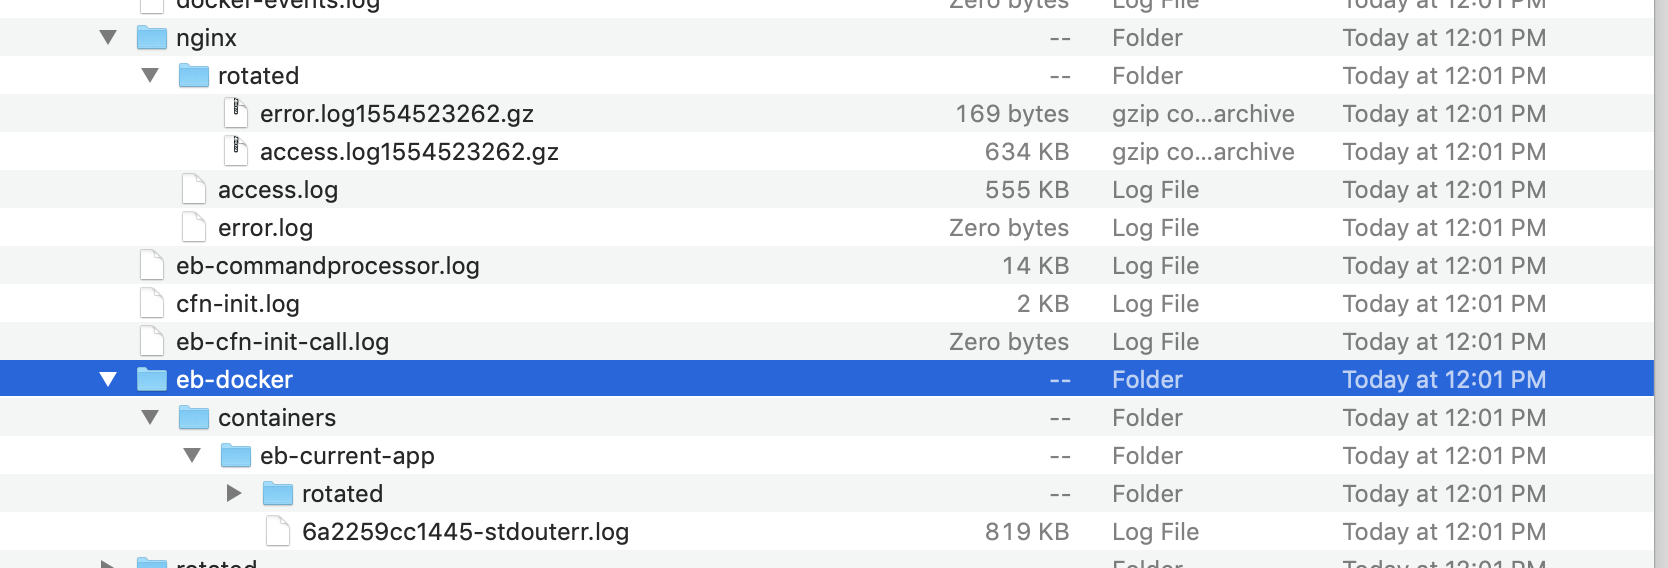 docker-events.log Zero bytes Log File Today at 12:01 PM
nginx -- Folder Today at 12:01 PM
rotated -- Folder Today at 12:01 PM
error.log1554523262.gz 169 bytes gzip co...archive Today at 12:01 PM
access.log1554523262.gz 634 KB gzip co...archive Today at 12:01 PM
access.log 555 KB Log File Today at 12:01 PM
error.log Zero bytes Log File Today at 12:01 PM
eb-commandprocessor.log 14 KB Log File Today at 12:01 PM
cfn-init.log 2 KB Log File Today at 12:01 PM
eb-cfn-init-call.log Zero bytes Log File Today at 12:01 PM
eb-docker -- Folder Today at 12:01 PM
containers -- Folder Today at 12:01 PM
eb-current-app -- Folder Today at 12:01 PM
rotated -- Folder Today at 12:01 PM
6a2259cc1445-stdouterr.log 819 KB Log File Today at 12:01 PM
rotated -- Folder Today at 12:01 PM